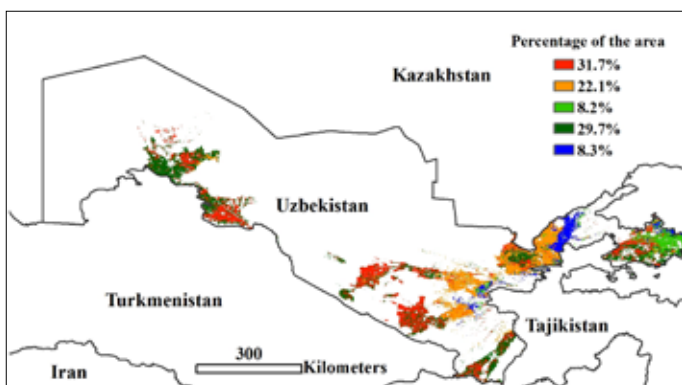 Percentage of the area
Kazakhstan
31.7%
22.1%
8.2%
29.7%
8.3%
Uzbekistan
Turkmenistan
Tajikistan
300
Kilometers
Iran